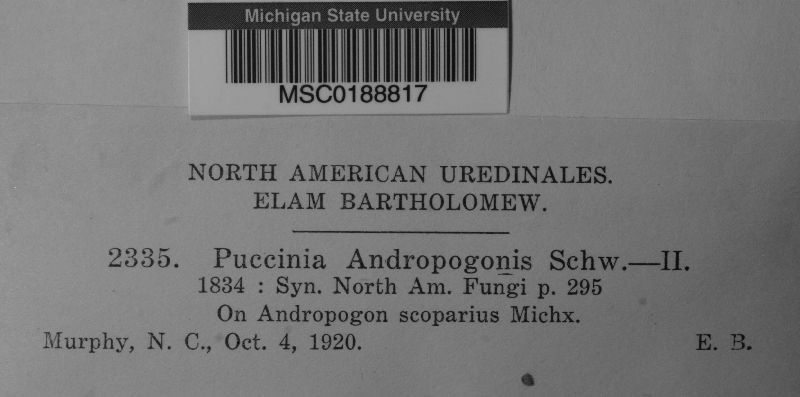 Michigan State University
MSC0188817
NORTH AMERICAN UREDINALES.
ELAM BARTHOLOMEW.
2335. Puccinia Andropogonis Schw.—II.
1834 : Syn. North Am. Fungi p. 295
On Andropogon scoparius Michx.
Murphy, N. C., Oct. 4, 1920. E. B.